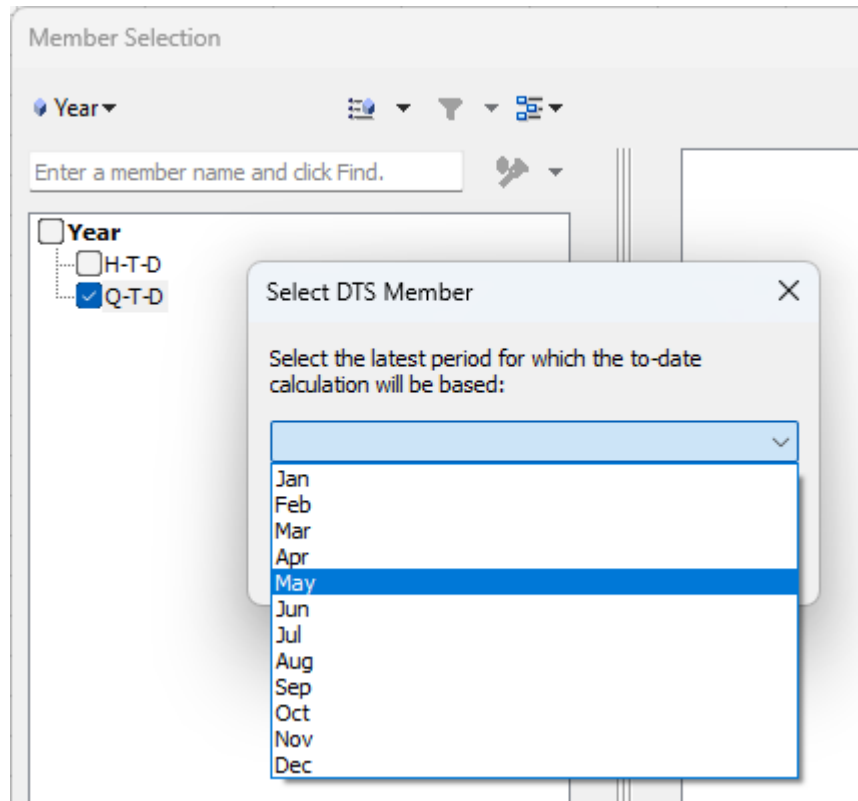 Member Selection
Year
Enter a member name and click Find.
Year
H-T-D
Q-T-D
Select DTS Member
Select the latest period for which the to-date
calculation will be based:
Jan
Feb
Mar
Apr
May
Jun
Jul
Aug
Sep
Oct
Nov
Dec